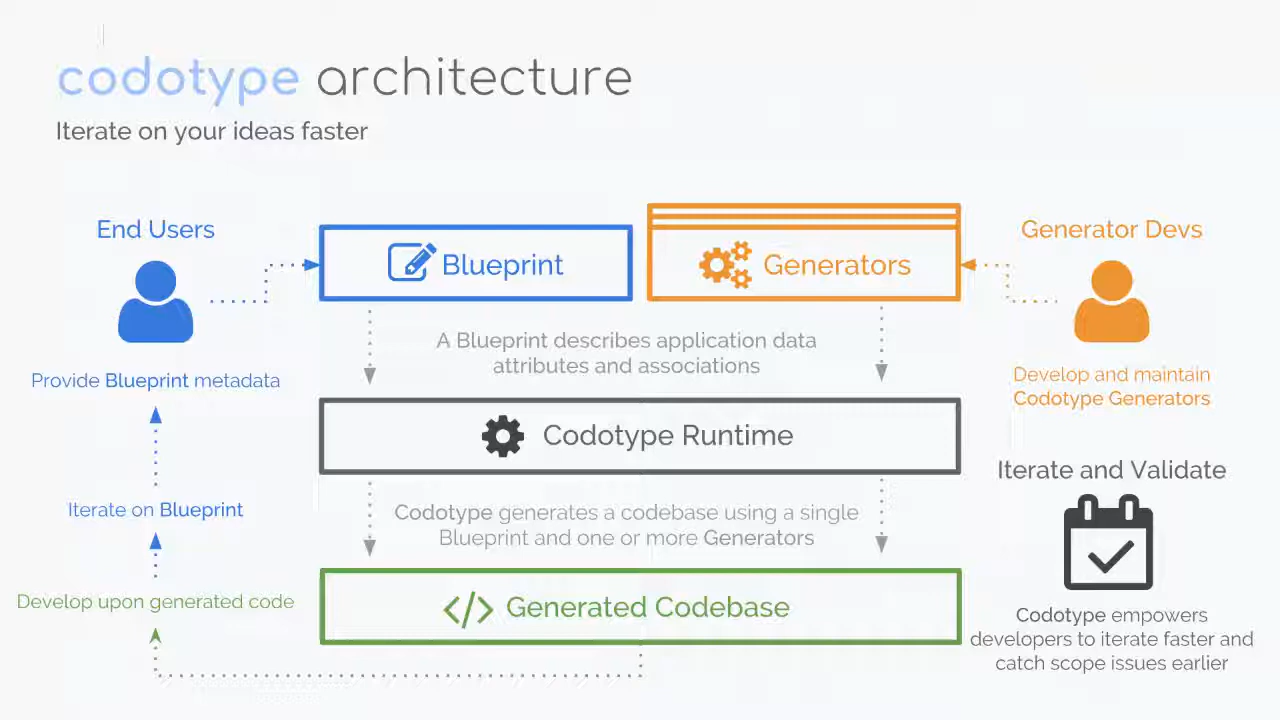 codotype architecture
Iterate on your ideas faster
End Users
Blueprint
Generators
Generator Devs
A Blueprint describes application data
attributes and associations
Provide Blueprint metadata
Develop and maintain
Codotype Generators
Codotype Runtime
Iterate and Validate
Iterate on Blueprint
Codotype generates a codebase using a single
Blueprint and one or more Generators
Develop upon generated code
</> Generated Codebase
Codotype empowers
developers to iterate faster and
catch scope issues earlier